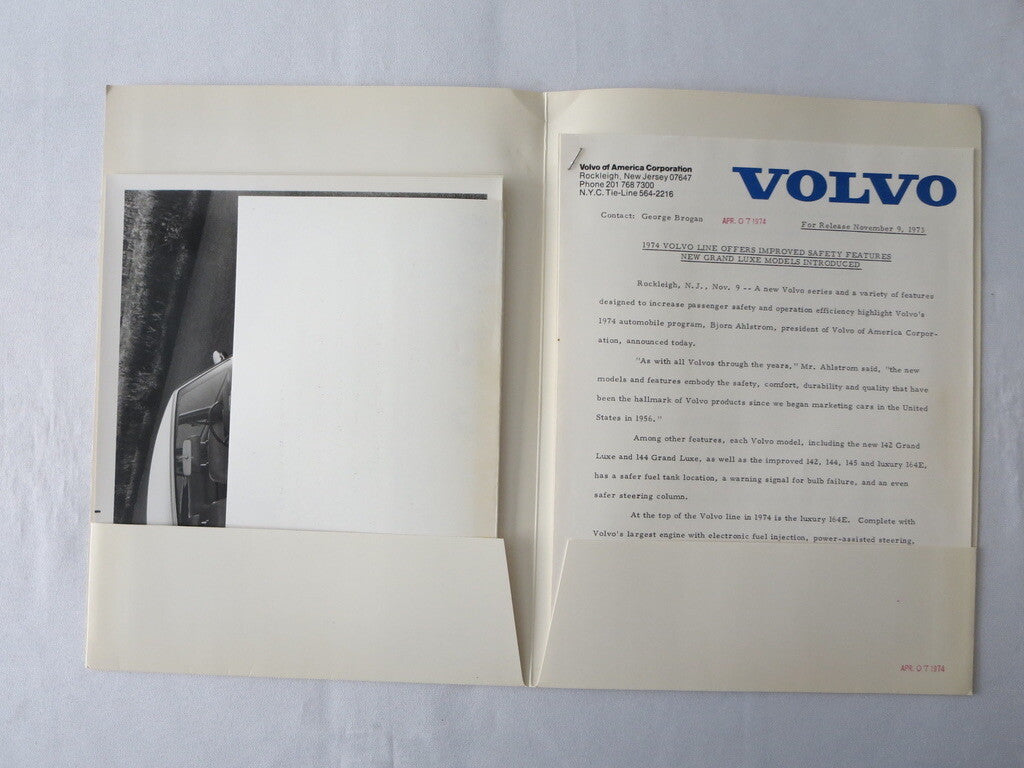 Volvo of America Corporation
Rockleigh, New Jersey 07647
Phone 201 768 7300
N.Y.C. Tie-Line 564-2216
VOLVO
Contact: George Brogan
APR. 07 1974
For Release November 9, 1973
1974 VOLVO LINE OFFERS IMPROVED SAFETY FEATURES
NEW GRAND LUXE MODELS INTRODUCED
Rockleigh, N.J., Nov. 9 -- A new Volvo series and a variety of features
designed to increase passenger safety and operation efficiency highlight Volvo's
1974 automobile program, Bjorn Ahlstrom, president of Volvo of America Corpor-
ation, announced today.
"As with all Volvos through the years," Mr. Ahlstrom said, "the new
models and features embody the safety, comfort, durability and quality that have
been the hallmark of Volvo products since we began marketing cars in the United
States in 1956."
Among other features, each Volvo model, including the new 142 Grand
Luxe and 144 Grand Luxe, as well as the improved 142, 144, 145 and luxury 164E,
has a safer fuel tank location, a warning signal for bulb failure, and an even
safer steering column.
At the top of the Volvo line in 1974 is the luxury 164E. Complete with
Volvo's largest engine with electronic fuel injection, power-assisted steering,
APR. 07 1974